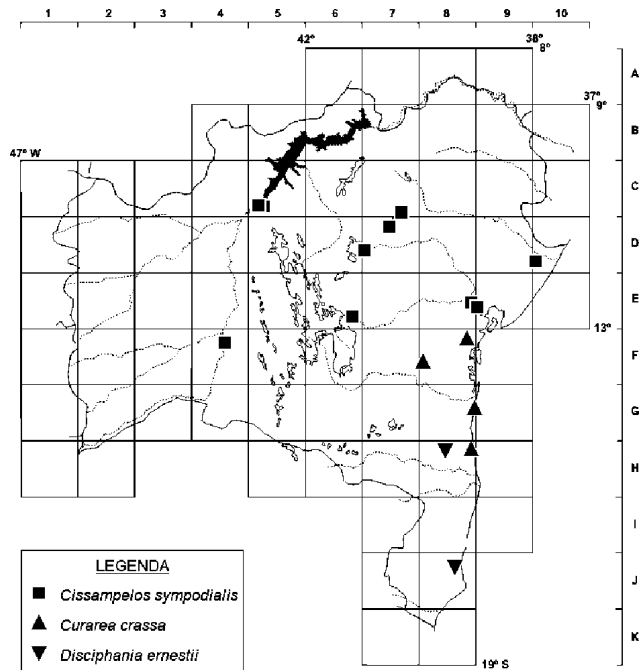 1 2 3 4 5 6 7 8 9 10
42° 38°
8°
A
37°
9°
B
47° W
C
D
E
13°
F
G
H
I
J
K
19° S
LEGENDA
Cissampelos sympodialis
Curarea crassa
Disciphania ernestii